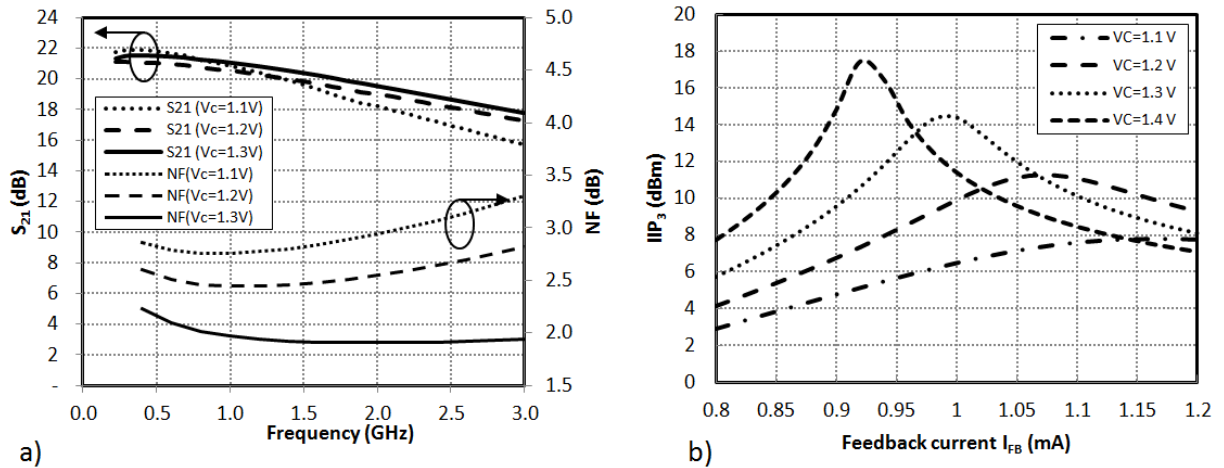 24
22
20
18
16
14
12
10
8
6
4
2
-
S21 (dB)
S21 (Vc=1.1V)
S21 (Vc=1.2V)
S21 (Vc=1.3V)
NF(Vc=1.1V)
NF(Vc=1.2V)
NF(Vc=1.3V)
5.0
4.5
4.0
3.5
3.0
2.5
2.0
1.5
NF (dB)
0.0 0.5 1.0 1.5 2.0 2.5 3.0
Frequency (GHz)
a)
20
18
16
14
12
10
8
6
4
2
0
IIP3 (dBm)
VC=1.1 V
VC=1.2 V
VC=1.3 V
VC=1.4 V
0.8 0.85 0.9 0.95 1 1.05 1.1 1.15 1.2
Feedback current IFB (mA)
b)